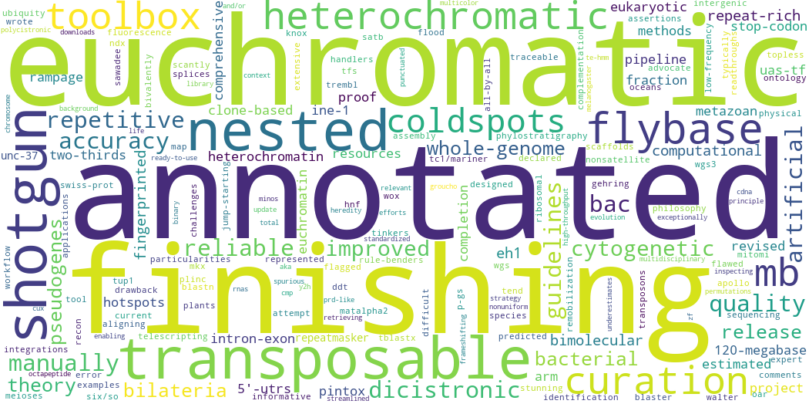 ubiquity
wrote
toolbox
and/or
multicolor
heterochromatic
intergenic
polycistronic
downloads
fluorescence
knox
satb
flood
eukaryotic
assertions
repeat-rich
ndx
sawadee
scantly
bivalently
comprehensive
extensive
handlers
tfs
punctuated
complementation
typically
readthroughs
methods
low-frequency
stop-codon
topless
euchromatic
rampage
splices
library
context
proof
trembl
traceable
all-by-all
pipeline
fraction
advocate
oceans
uas-tf
ontology
background
clone-based
ine-1
phylostratigraphy
metazoan
physical
chromosome
repetitive
accuracy
life
map
nested
assembly
coldspots
flybase
scaffolds
nonsatellite
computational
wgs3
shotgun
unc-37
two-thirds
heterochromatin
resources
whole-genome
tc1/mariner
declared
artificial
swiss-prot
fingerprinted
ready-to-use
jump-starting
hnf
wox
relevant
groucho
designed
ribosomal
bac
gehring
philosophy
exceptionally
cdna
principle
annotated
applications
pseudogenes
binary
challenges
minos
update
total
heredity
efforts
tinkers
standardized
completion
high-throughput
evolution
workflow
reliable
euchromatin
improved
eh1
guidelines
cytogenetic
revised
mitomi
mb
particularities
mkx
represented
flagged
rule-benders
wgs
remobilization
multidisciplinary
apollo
permutations
flawed
inspecting
quality
tool
tup1
aka
plinc
blastn
spurious
cmp
y2h
ddt
prd-like
matalpha2
difficult
p-gs
tend
strategy
nonuniform
species
transposons
underestimates
zf
sequencing
release
cux
drawback
hotspots
rnas
plants
attempt
retrieving
finishing
current
aligning
recon
telescripting
intron-exon
repeatmasker
tblastx
frameshifting
predicted
bimolecular
120-megabase
integrations
enabling
manually
transposable
bacterial
estimated
expert
octapeptide
error
theory
examples
meioses
six/so
bilateria
5'-utrs
informative
pintox
streamlined
dicistronic
arm
stunning
curation
identification
blaster
walter
comments
oar
project